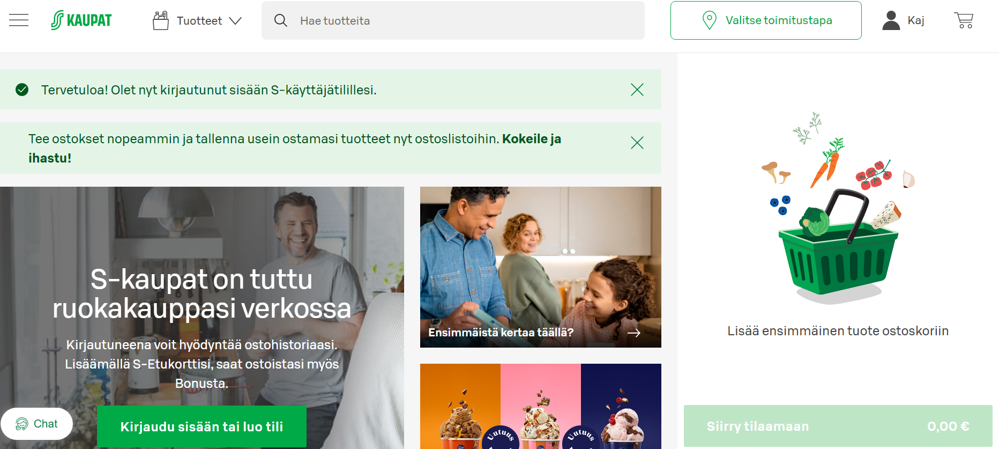 KAUPAT
Tuotteet
Hae tuotteita
Valitse toimitustapa
Kaj
Tervetuloa! Olet nyt kirjautunut sisään S-käyttäjätilillesi.
Tee ostokset nopeammin ja tallenna usein ostamasi tuotteet nyt ostoslistoihin. Kokeile ja
ihastu!
S-kaupat on tuttu
ruokakauppasi verkossa
Kirjautuneena voit hyödyntää ostohistoriaasi.
Lisäämällä S-Etukorttisi, saat ostoistasi myös
Bonusta.
Kirjaudu sisään tai luo tili
Chat
Ensimmäistä kertaa täällä?
Uutuus
Uutuus
Lisää ensimmäinen tuote ostoskoriin
Siirry tilaamaan
0,00 €